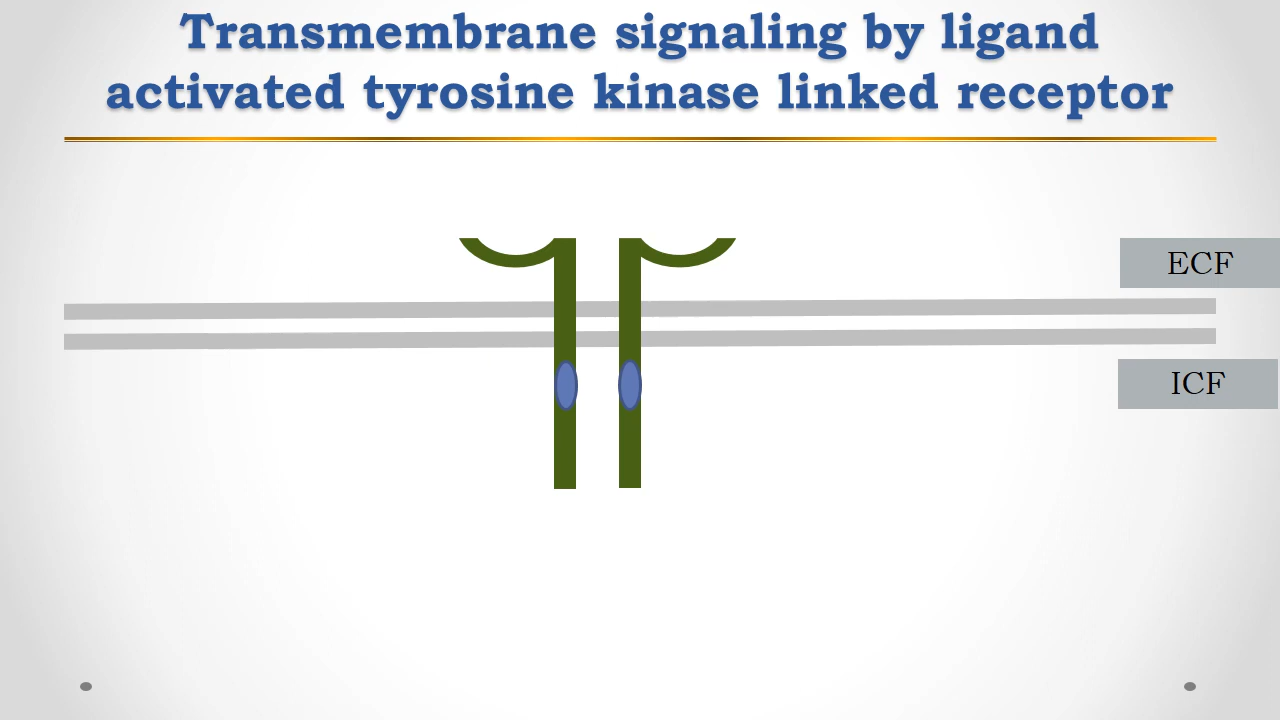 Transmembrane signaling by ligand
activated tyrosine kinase linked receptor
ECF
ICF